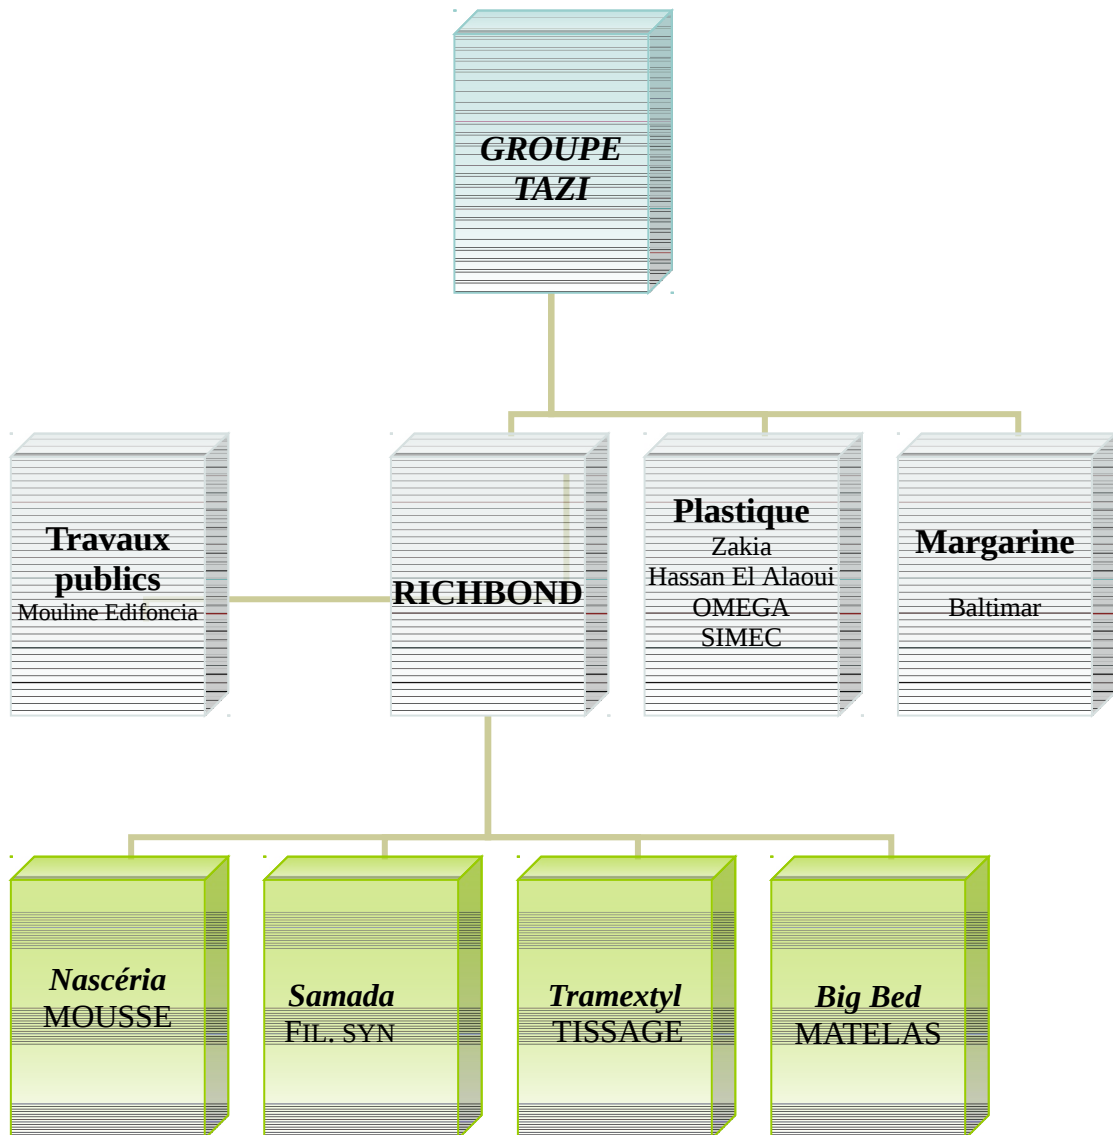 GROUPE
TAZI
Travaux
publics
Mouline Edifoncia
RICHBOND
Plastique
Zakia
Hassan El Alaoui
OMEGA
SIMEC
Margarine
Baltimar
Nascéria
MOUSSE
Samada
FIL. SYN
Tramextyl
TISSAGE
Big Bed
MATELAS